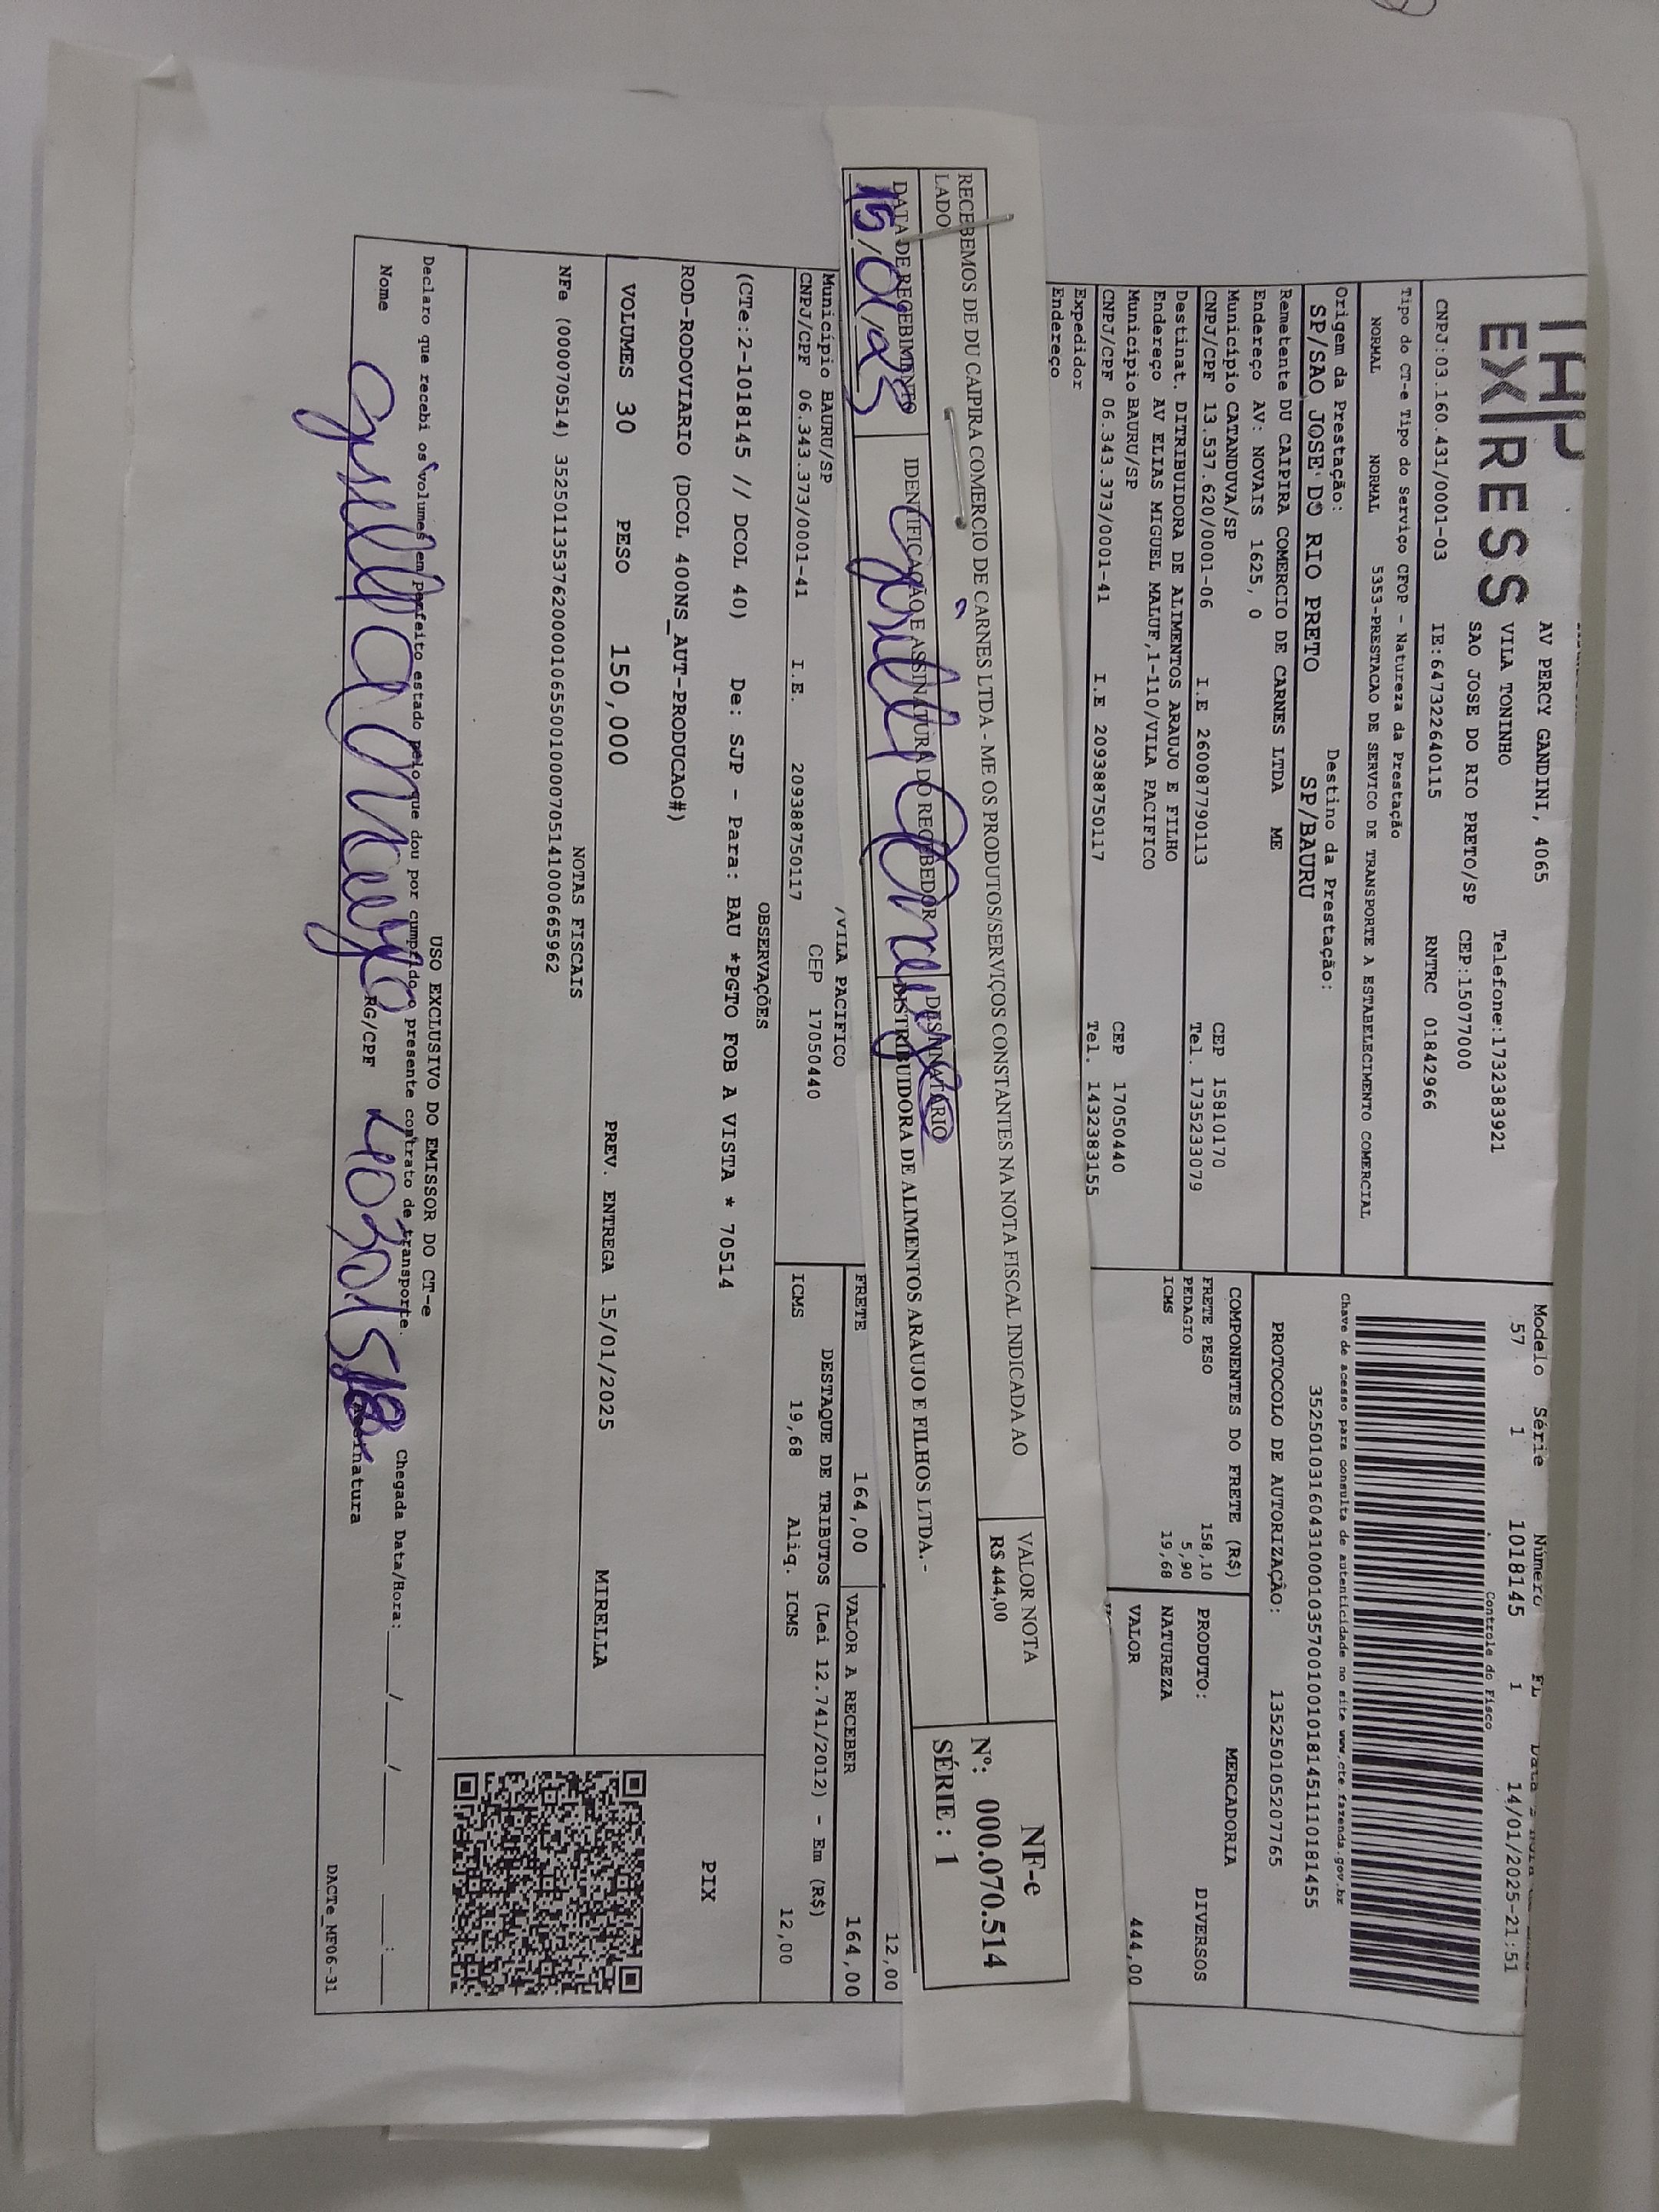 EXPRESS
AV PERCY GANDINI, 4065
VILA TONINHO Telefone:1732383921
SAO JOSE DO RIO PRETO/SP CEP:15077000
CNPJ:03.160.431/0001-03 IE:647322640115 RNTRC 01842966
Modelo Série Número FL
57 1 1018145 1 14/01/2025-21:51
Controle do Fisco
Chave de acesso para consulta de autenticidade no site www.cte.fazenda.gov.br
35250103160431000103570010010181451110181455
PROTOCOLO DE AUTORIZAÇÃO: 135250105207765
Tipo do CT-e Tipo do Serviço CFOP - Natureza da Prestação
NORMAL NORMAL 5353-PRESTACAO DE SERVICO DE TRANSPORTE A ESTABELECIMENTO COMERCIAL
Origem da Prestação: Destino da Prestação:
SP/SAO JOSE DO RIO PRETO SP/BAURU
Remetente DU CAIPIRA COMERCIO DE CARNES LTDA ME
Endereço AV: NOVAIS 1625, 0
Município CATANDUVA/SP CEP 15810170
CNPJ/CPF 13.537.620/0001-06 I.E 260087790113 Tel. 1735233079
Destinat. DITRIBUIDORA DE ALIMENTOS ARAUJO E FILHO
Endereço AV ELIAS MIGUEL MALUF,1-110/VILA PACIFICO
Município BAURU/SP CEP 17050440
CNPJ/CPF 06.343.373/0001-41 I.E 209388750117 Tel. 1432383155
Expedidor
Endereço
COMPONENTES DO FRETE (R$)
FRETE PESO 158,10
PEDAGIO 5,90
ICMS 19,68
MERCADORIA
PRODUTO: DIVERSOS
NATUREZA
VALOR 444,00
RECEBEMOS DE DU CAIPIRA COMERCIO DE CARNES LTDA - ME OS PRODUTOS/SERVIÇOS CONSTANTES NA NOTA FISCAL INDICADA AO
LADO
VALOR NOTA
R$ 444,00
NF-e
Nº: 000.070.514
SÉRIE : 1
DATA DE RECEBIMENTO IDENTIFICAÇÃO E ASSINATURA DO RECEBEDOR DESTINATÁRIO
15/01/25 DISTRIBUIDORA DE ALIMENTOS ARAUJO E FILHOS LTDA. -
12,00
/VILA PACIFICO
Município BAURU/SP CEP 17050440
CNPJ/CPF 06.343.373/0001-41 I.E. 209388750117
FRETE 164,00 VALOR A RECEBER 164,00
DESTAQUE DE TRIBUTOS (Lei 12.741/2012) - Em (R$)
ICMS 19,68 Aliq. ICMS 12,00
OBSERVAÇÕES
(CTe:2-1018145 // DCOL 40) De: SJP - Para: BAU *PGTO FOB A VISTA * 70514
ROD-RODOVIARIO (DCOL 400NS_AUT-PRODUCAO#)
PIX
VOLUMES 30 PESO 150,000 PREV. ENTREGA 15/01/2025 MIRELLA
NOTAS FISCAIS
NFe (000070514) 35250113537620000106550010000705141000665962
USO EXCLUSIVO DO EMISSOR DO CT-e
Declaro que recebi os volumes em perfeito estado pelo que dou por cumprido o presente contrato de transporte.
Chegada Data/Hora:____/____/____ ___:___
Nome RG/CPF Assinatura
DACTe_MF06-31